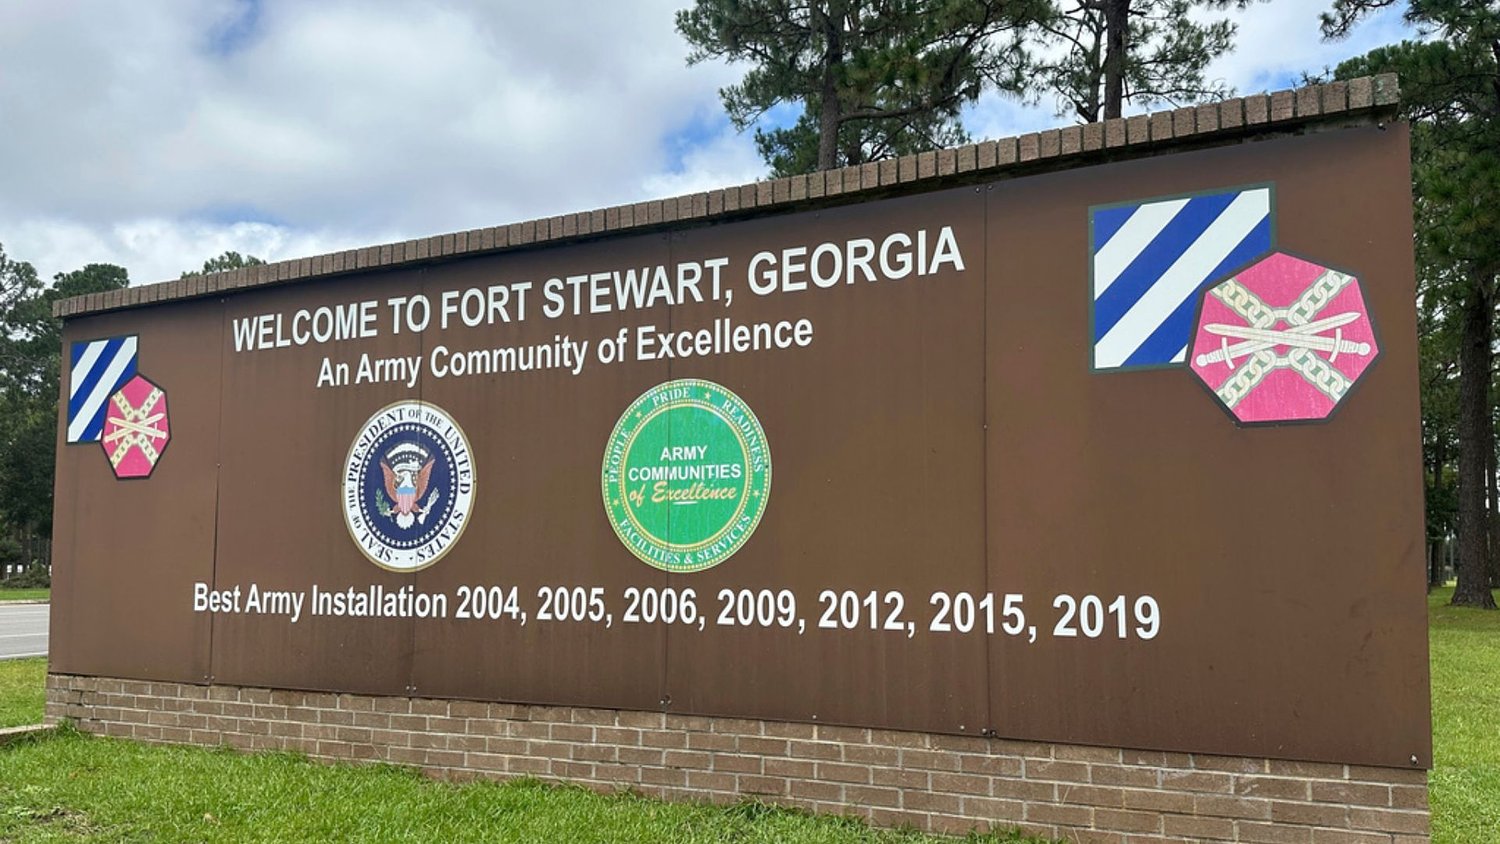 WELCOME TO FORT STEWART, GEORGIA
An Army Community of Excellence
SEAL OF THE PRESIDENT OF THE UNITED STATES
PEOPLE ★ PRIDE ★ READINESS
ARMY
COMMUNITIES
of Excellence
FACILITIES & SERVICES
Best Army Installation 2004, 2005, 2006, 2009, 2012, 2015, 2019